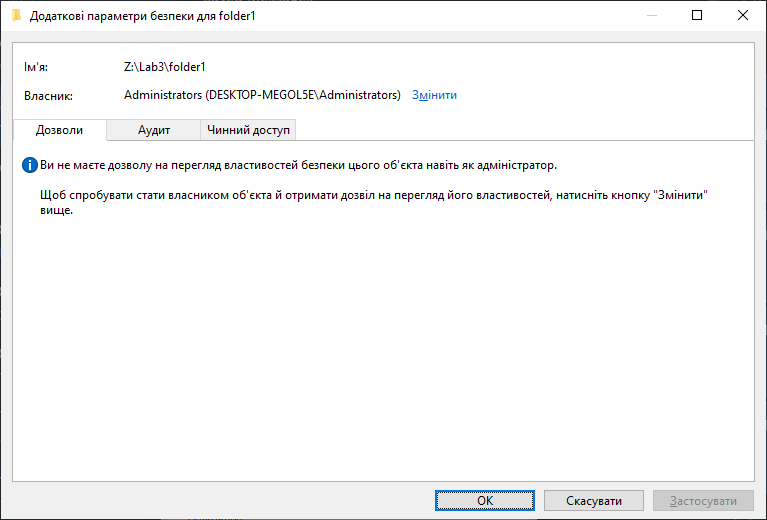 Додаткові параметри безпеки для folder1
Ім'я: Z:\Lab3\folder1
Власник: Administrators (DESKTOP-MEGOL5E\Administrators) Змінити
Дозволи Аудит Чинний доступ
Ви не маєте дозволу на перегляд властивостей безпеки цього об'єкта навіть як адміністратор.
Щоб спробувати стати власником об'єкта й отримати дозвіл на перегляд його властивостей, натисніть кнопку "Змінити"
вище.
ОК Скасувати Застосувати